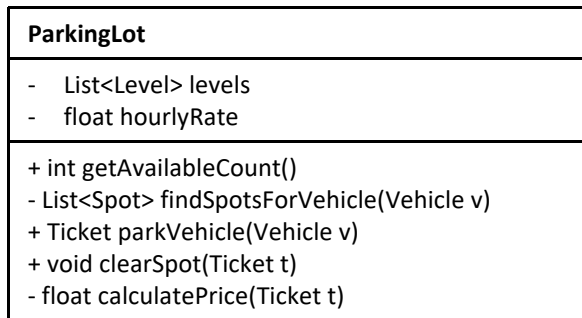 ParkingLot
- List<Level> levels
- float hourlyRate
+ int getAvailableCount()
- List<Spot> findSpotsForVehicle(Vehicle v)
+ Ticket parkVehicle(Vehicle v)
+ void clearSpot(Ticket t)
- float calculatePrice(Ticket t)